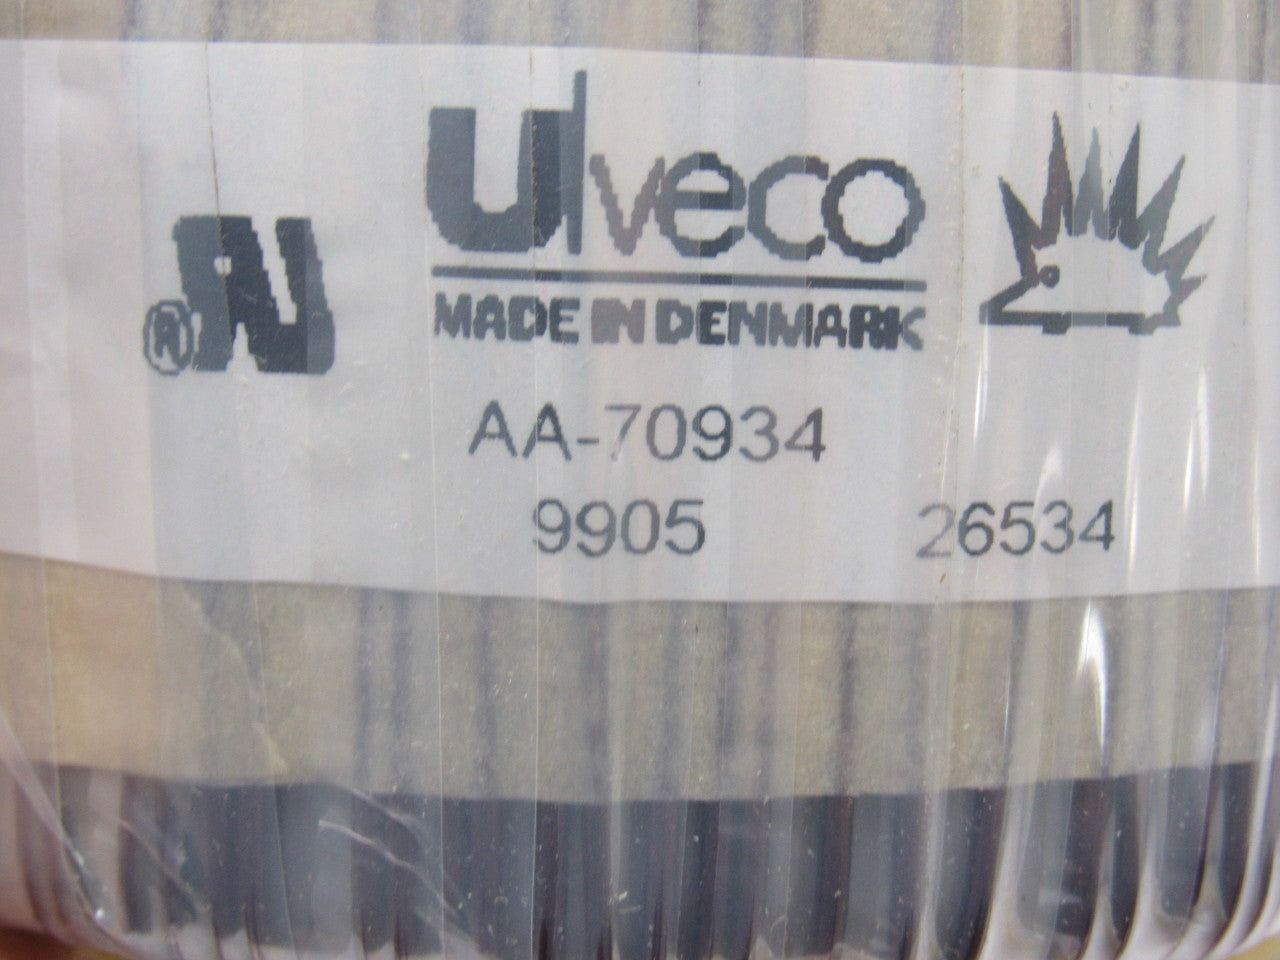 Ulveco
MADE IN DENMARK
®
AA-70934
9905 26534